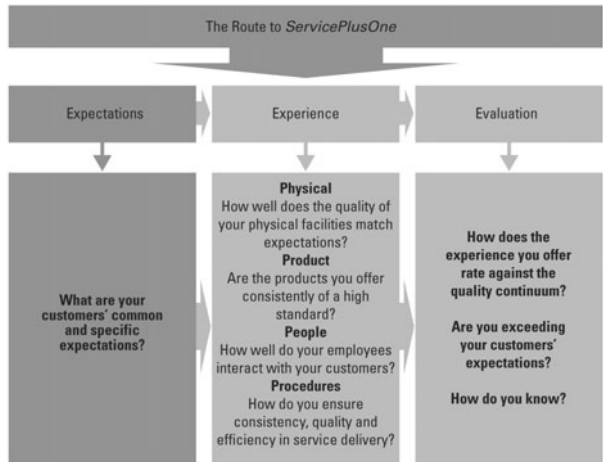 The Route to ServicePlusOne
Expectations
Experience
Evaluation
What are your
customers' common
and specific
expectations?
Physical
How well does the quality of
your physical facilities match
expectations?
Product
Are the products you offer
consistently of a high
standard?
People
How well do your employees
interact with your customers?
Procedures
How do you ensure
consistency, quality and
efficiency in service delivery?
How does the
experience you offer
rate against the
quality continuum?
Are you exceeding
your customers'
expectations?
How do you know?